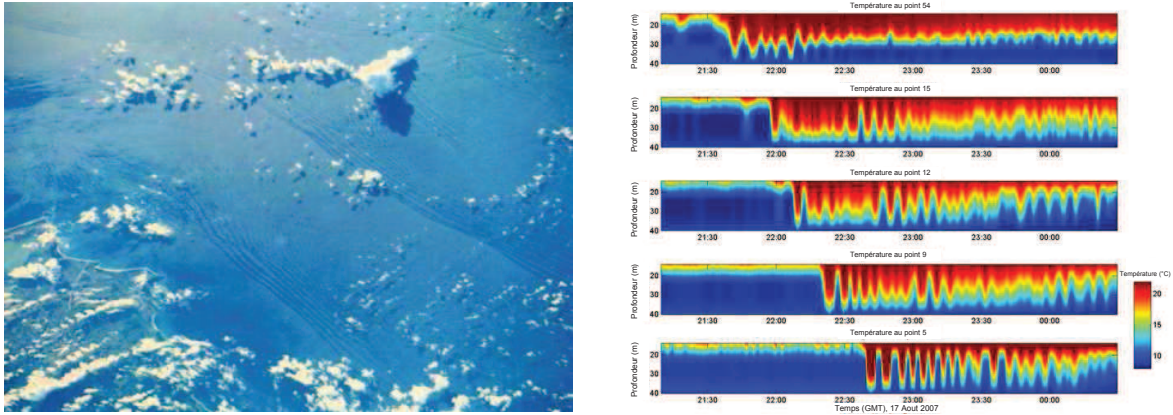 Température au point 54
Profondeur (m)
20
30
40
21:30 22:00 22:30 23:00 23:30 00:00
Température au point 15
Profondeur (m)
20
30
40
21:30 22:00 22:30 23:00 23:30 00:00
Température au point 12
Profondeur (m)
20
30
40
21:30 22:00 22:30 23:00 23:30 00:00
Température au point 9
Profondeur (m)
20
30
40
21:30 22:00 22:30 23:00 23:30 00:00
Température (°C)
20
15
10
Température au point 5
Profondeur (m)
20
30
40
21:30 22:00 22:30 23:00 23:30 00:00
Temps (GMT), 17 Aout 2007